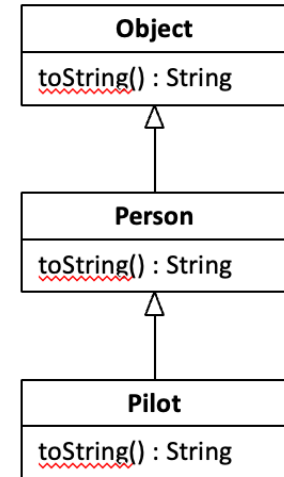 Object
toString() : String
Person
toString() : String
Pilot
toString() : String